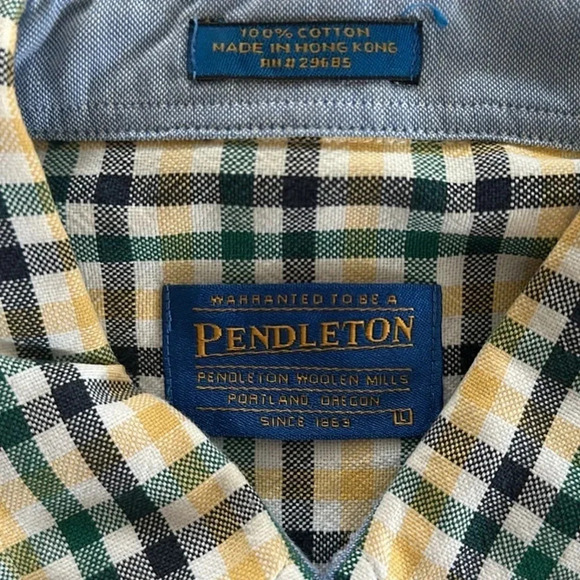 100% COTTON
MADE IN HONG KONG
RN#29685
WARRANTED TO BE A
PENDLETON
PENDLETON WOOLEN MILLS
PORTLAND, OREGON
SINCE 1863 L